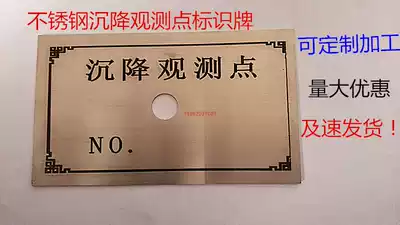 不锈钢沉降观测点标识牌
可定制加工
沉降观测点
量大优惠
NO.
及速发货！